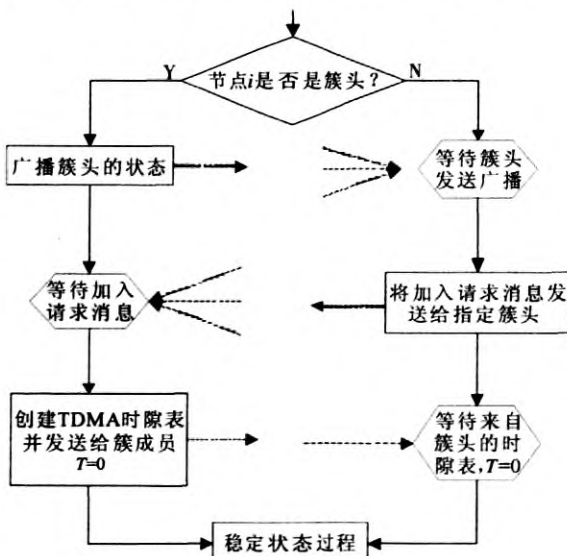 节点i是否是簇头？
Y
N
广播簇头的状态
等待簇头
发送广播
等待加入
请求消息
将加入请求消息发
送给指定簇头
创建TDMA时隙表
并发送给簇成员
T=0
等待来自
簇头的时
隙表,T=0
稳定状态过程